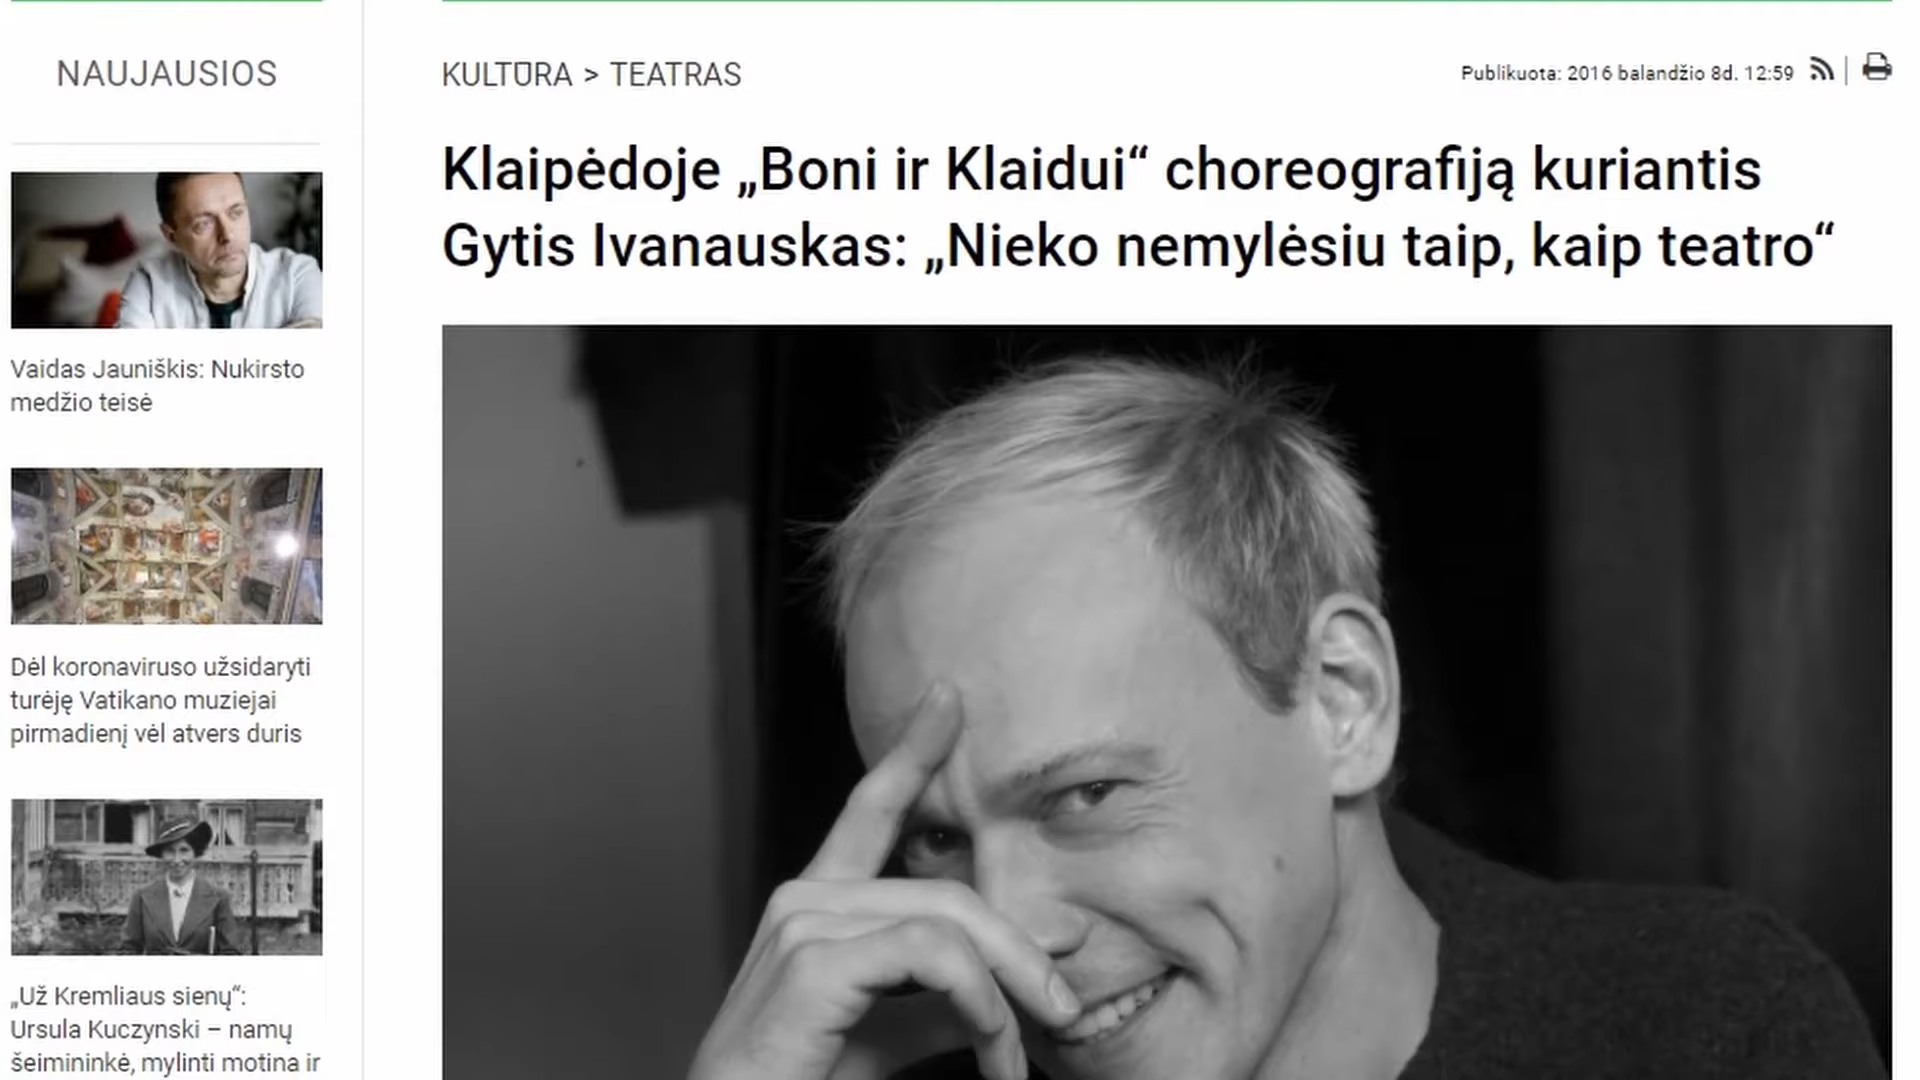 NAUJAUSIOS
Vaidas Jauniškis: Nukirsto
medžio teisė
Dėl koronaviruso užsidaryti
turėję Vatikano muziejai
pirmadienį vėl atvers duris
„Už Kremliaus sienų“:
Ursula Kuczynski – namų
šeimininkė, mylinti motina ir
KULTŪRA > TEATRAS
Publikuota: 2016 balandžio 8d. 12:59
Klaipėdoje „Boni ir Klaidui“ choreografiją kuriantis
Gytis Ivanauskas: „Nieko nemylėsiu taip, kaip teatro“